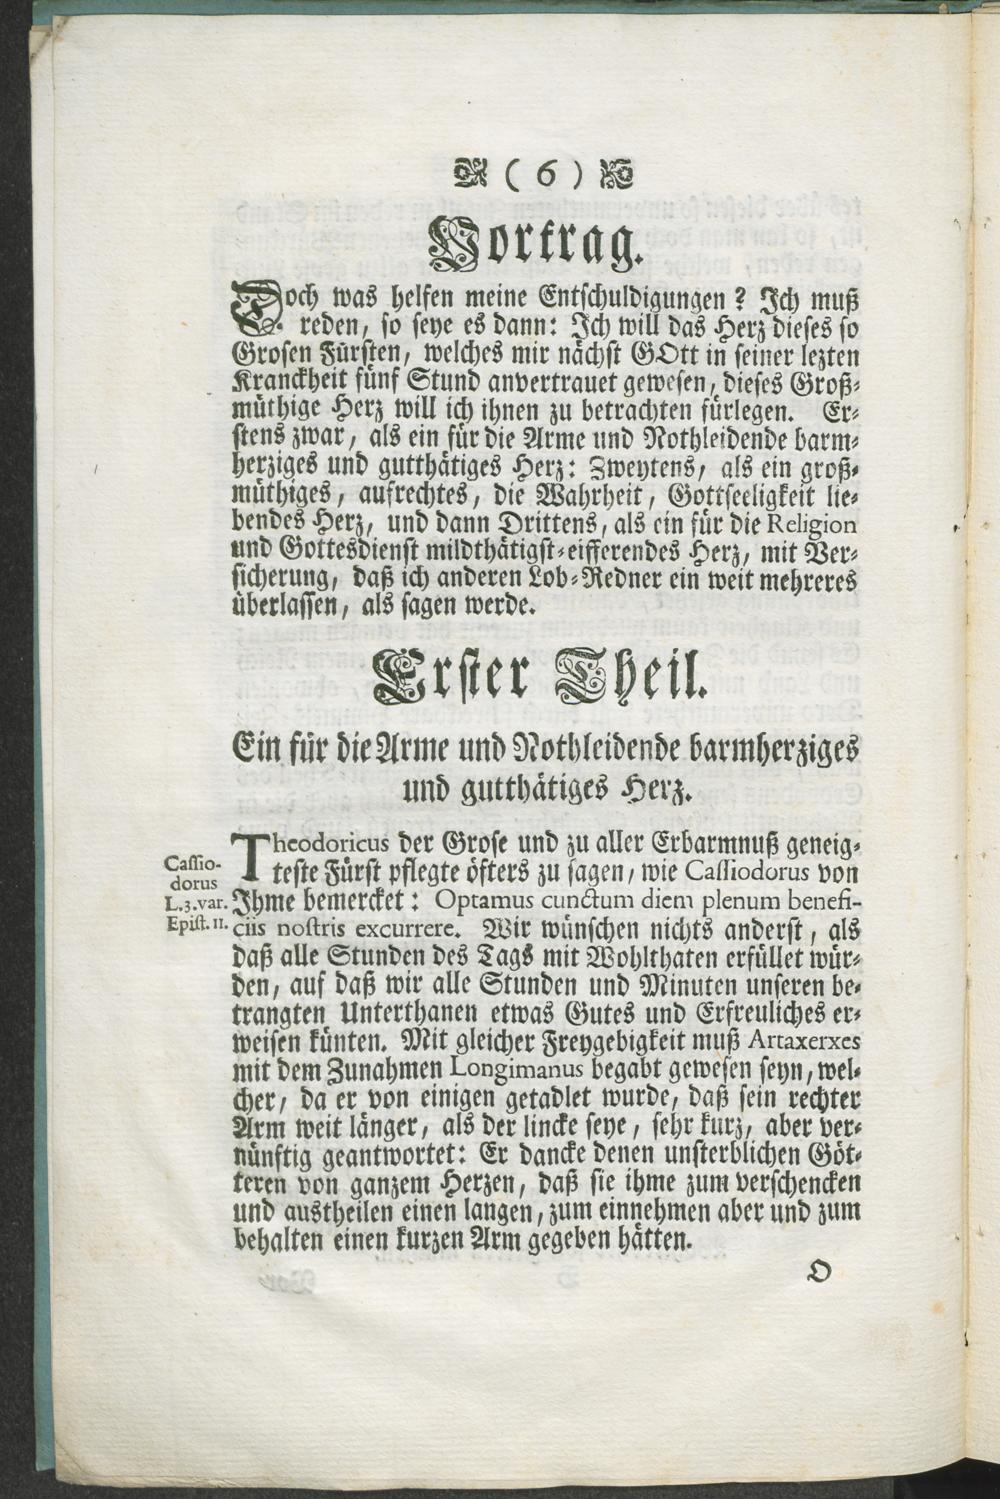 ( 6 )
Vortrag.
Doch was helfen meine Entschuldigungen? Ich muß
reden, so seye es dann: Ich will das Herz dieses so
Grosen Fürsten, welches mir nächst GOtt in seiner lezten
Kranckheit fünf Stund anvertrauet gewesen, dieses Groß-
müthige Herz will ich ihnen zu betrachten fürlegen. Er-
stens zwar, als ein für die Arme und Nothleidende barm-
herziges und gutthätiges Herz: Zweytens, als ein groß-
müthiges, aufrechtes, die Wahrheit, Gottseeligkeit lie-
bendes Herz, und dann Drittens, als ein für die Religion
und Gottesdienst mildthätigst-eifferendes Herz, mit Ver-
sicherung, daß ich anderen Lob-Redner ein weit mehreres
überlassen, als sagen werde.
Erster Theil.
Ein für die Arme und Nothleidende barmherziges
und gutthätiges Herz.
Theodoricus der Grose und zu aller Erbarmnuß geneig-
teste Fürst pflegte öfters zu sagen, wie Cassiodorus von
Ihme bemercket: Optamus cunctum diem plenum benefi-
ciis nostris excurrere. Wir wünschen nichts anderst, als
daß alle Stunden des Tags mit Wohlthaten erfüllet wür-
den, auf daß wir alle Stunden und Minuten unseren be-
trangten Unterthanen etwas Gutes und Erfreuliches er-
weisen künten. Mit gleicher Freygebigkeit muß Artaxerxes
mit dem Zunahmen Longimanus begabt gewesen seyn, wel-
cher, da er von einigen getadlet wurde, daß sein rechter
Arm weit länger, als der lincke seye, sehr kurz, aber ver-
nünftig geantwortet: Er dancke denen unsterblichen Göt-
teren von ganzem Herzen, daß sie ihme zum verschencken
und austheilen einen langen, zum einnehmen aber und zum
behalten einen kurzen Arm gegeben hätten.
Cassio-
dorus
L.3.var.
Epist.11.
O